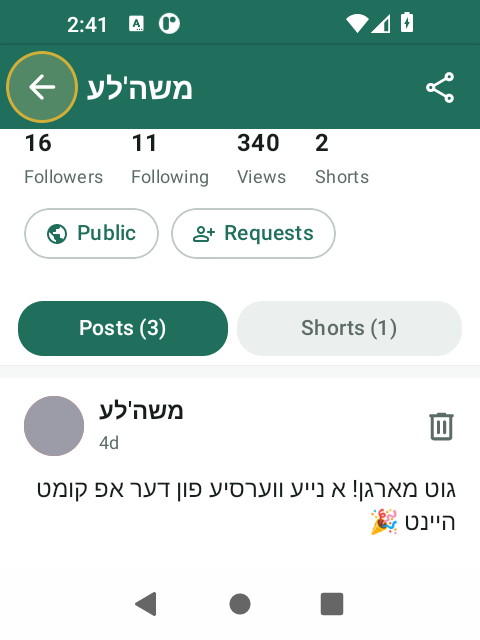 2:41
משה'לע
16 11 340 2
Followers Following Views Shorts
Public Requests
Posts (3) Shorts (1)
משה'לע
4d
גוט מארגן! א נייע ווערסיע פון דער אפ קומט
היינט 🎉